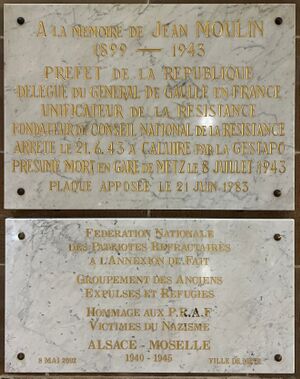 A LA MEMOIRE DE JEAN MOULIN
1899 — 1943
PREFET DE LA REPUBLIQUE
DELEGUE DU GENERAL DE GAULLE EN FRANCE
UNIFICATEUR DE LA RESISTANCE
FONDATEUR DU CONSEIL NATIONAL DE LA RESISTANCE
ARRETE LE 21.6.43 A CALUIRE PAR LA GESTAPO
PRESUME MORT EN GARE DE METZ LE 8 JUILLET 1943
PLAQUE APPOSEE LE 21 JUIN 1983
FEDERATION NATIONALE
DES PATRIOTES REFRACTAIRES
A L'ANNEXION DE FAIT
GROUPEMENT DES ANCIENS
EXPULSES ET REFUGIES
HOMMAGE AUX P.R.A.F
VICTIMES DU NAZISME
ALSACE - MOSELLE
1940 - 1945
8 MAI 2002 VILLE DE METZ